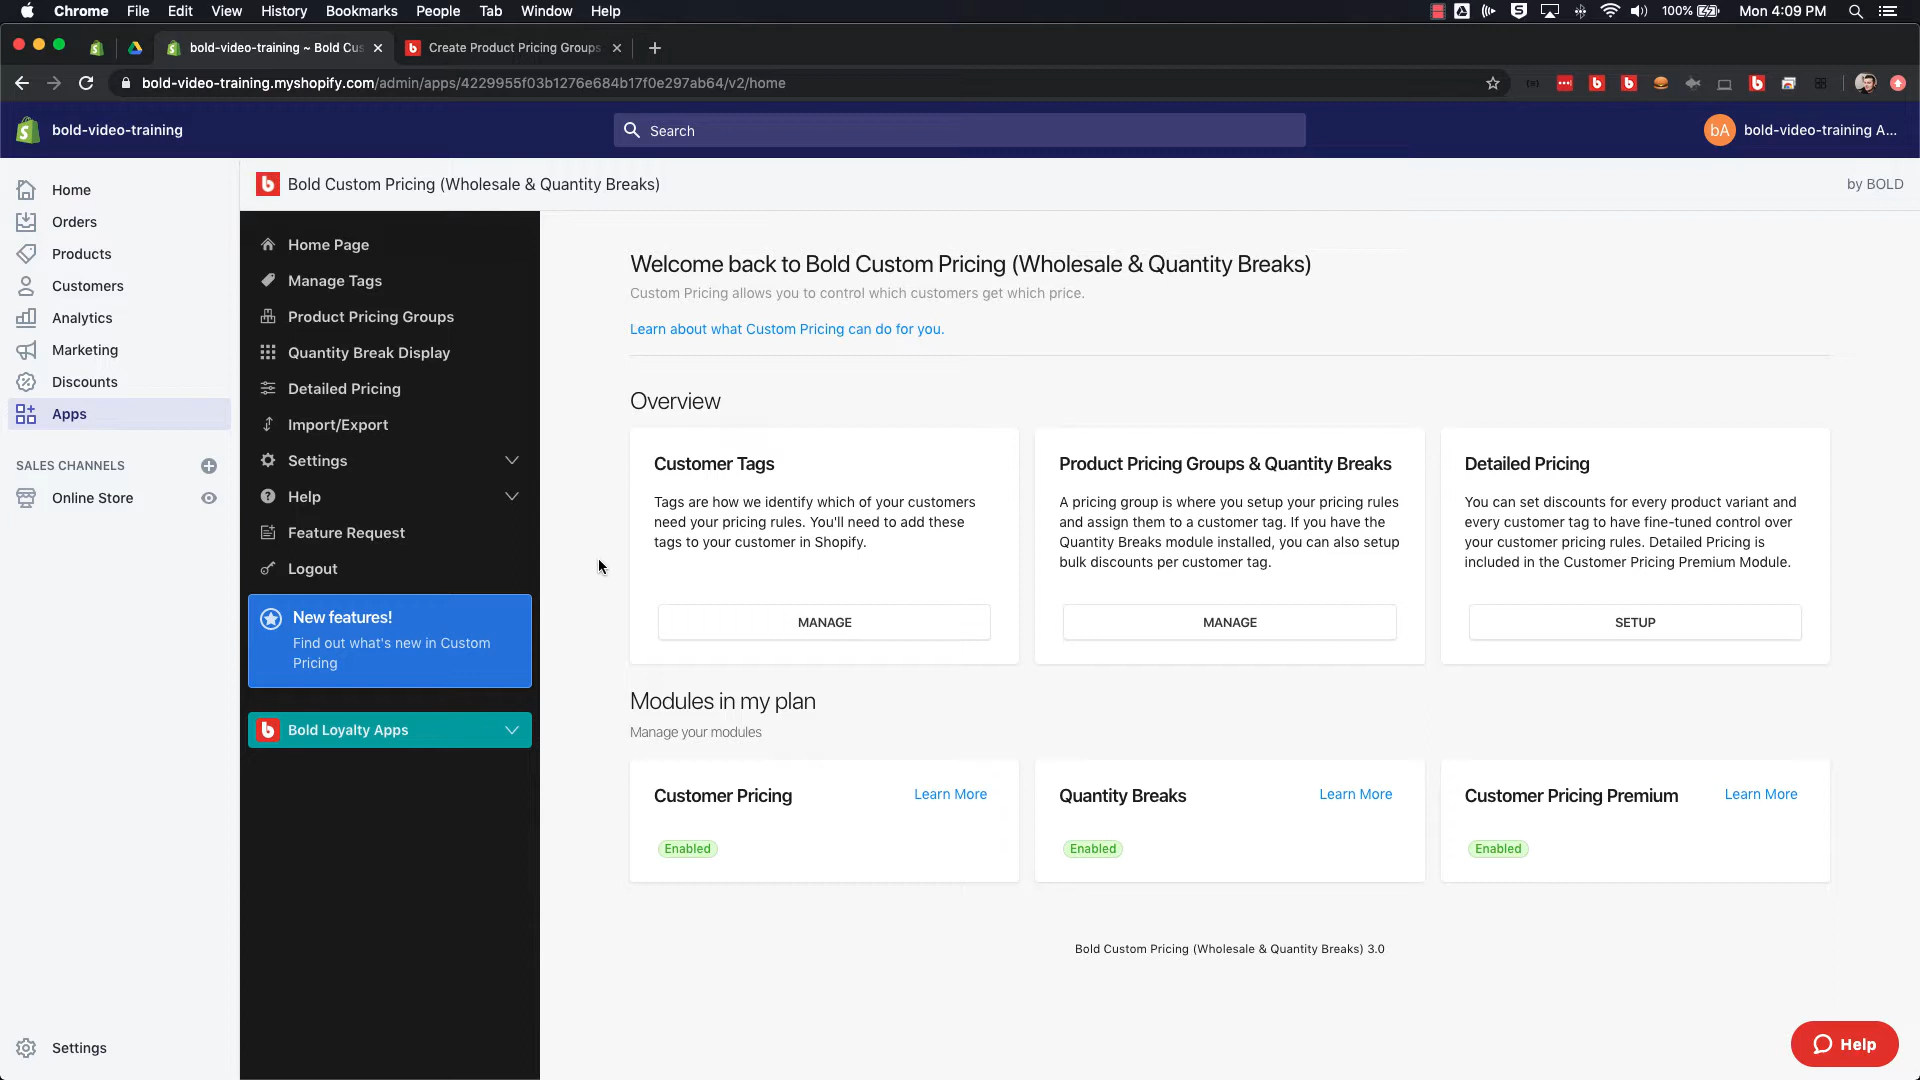 Chrome File Edit View History Bookmarks People Tab Window Help 100% Mon 4:09 PM
bold-video-training ~ Bold Cus Create Product Pricing Groups
bold-video-training.myshopify.com/admin/apps/4229955f03b1276e684b17f0e297ab64/v2/home
bold-video-training
Search
bA bold-video-training A...
Home
Orders
Products
Customers
Analytics
Marketing
Discounts
Apps
SALES CHANNELS
Online Store
Settings
Bold Custom Pricing (Wholesale & Quantity Breaks)
by BOLD
Home Page
Manage Tags
Product Pricing Groups
Quantity Break Display
Detailed Pricing
Import/Export
Settings
Help
Feature Request
Logout
New features!
Find out what's new in Custom
Pricing
Bold Loyalty Apps
Welcome back to Bold Custom Pricing (Wholesale & Quantity Breaks)
Custom Pricing allows you to control which customers get which price.
Learn about what Custom Pricing can do for you.
Overview
Customer Tags
Tags are how we identify which of your customers
need your pricing rules. You'll need to add these
tags to your customer in Shopify.
MANAGE
Product Pricing Groups & Quantity Breaks
A pricing group is where you setup your pricing rules
and assign them to a customer tag. If you have the
Quantity Breaks module installed, you can also setup
bulk discounts per customer tag.
MANAGE
Detailed Pricing
You can set discounts for every product variant and
every customer tag to have fine-tuned control over
your customer pricing rules. Detailed Pricing is
included in the Customer Pricing Premium Module.
SETUP
Modules in my plan
Manage your modules
Customer Pricing Learn More
Enabled
Quantity Breaks Learn More
Enabled
Customer Pricing Premium Learn More
Enabled
Bold Custom Pricing (Wholesale & Quantity Breaks) 3.0
Help